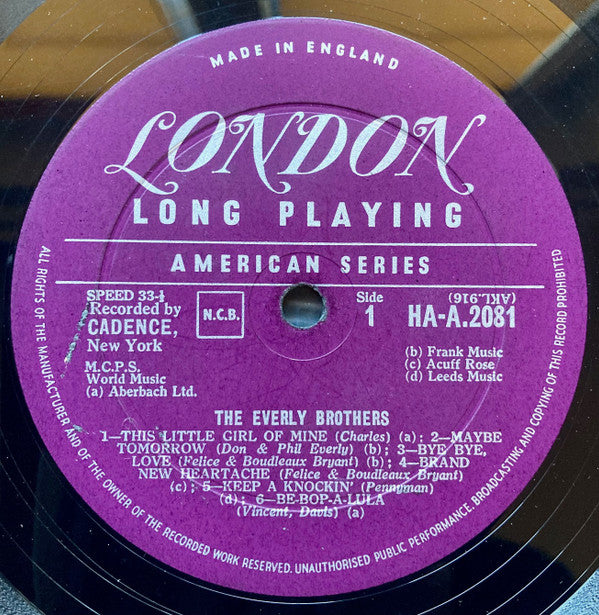 MADE IN ENGLAND
LONDON
LONG PLAYING
AMERICAN SERIES
SPEED 33-⅓
Recorded by
CADENCE,
New York
N.C.B.
Side
1
(AKL.916)
HA-A.2081
M.C.P.S.
World Music
(a) Aberbach Ltd.
(b) Frank Music
(c) Acuff Rose
(d) Leeds Music
THE EVERLY BROTHERS
1—THIS LITTLE GIRL OF MINE (Charles) (a); 2—MAYBE
TOMORROW (Don & Phil Everly) (b); 3—BYE BYE,
LOVE (Felice & Boudleaux Bryant) (b); 4—BRAND
NEW HEARTACHE (Felice & Boudleaux Bryant)
(c); 5—KEEP A KNOCKIN' (Pennyman)
(d); 6—BE-BOP-A-LULA
(Vincent, Davis) (a)
ALL RIGHTS OF THE MANUFACTURER AND OF THE OWNER OF THE RECORDED WORK RESERVED. UNAUTHORISED PUBLIC PERFORMANCE, BROADCASTING AND COPYING OF THIS RECORD PROHIBITED